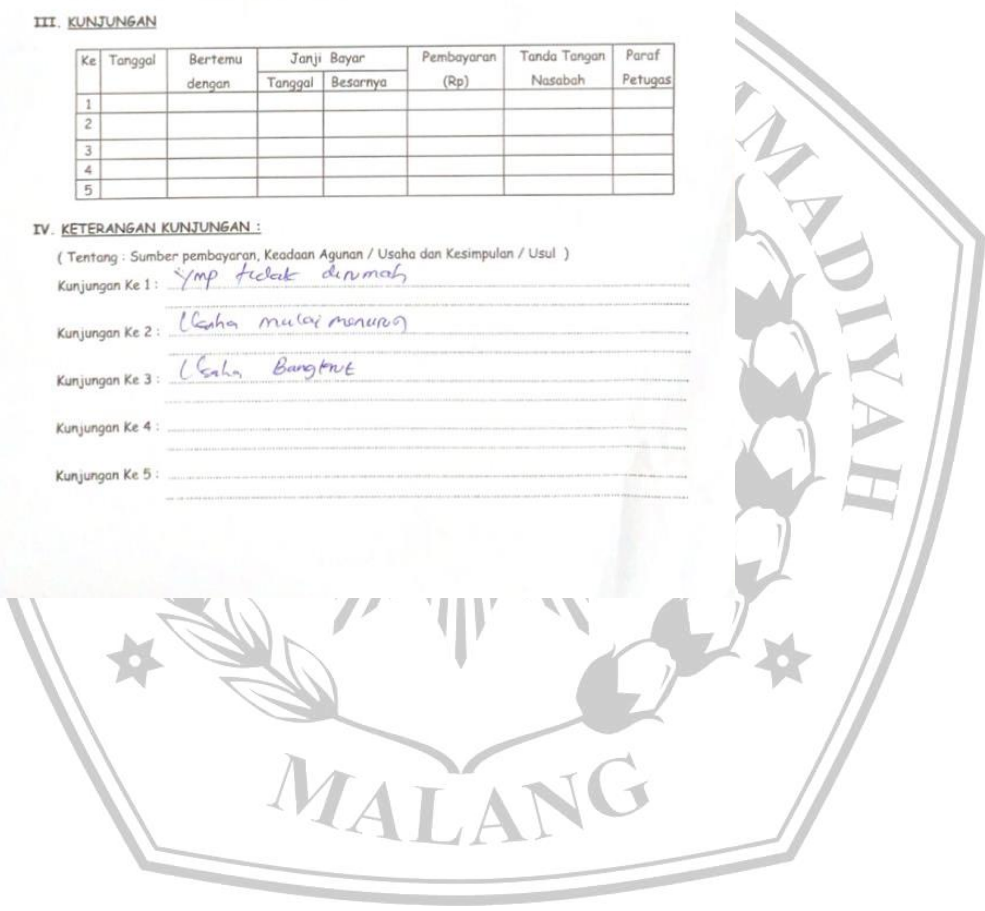 III. KUNJUNGAN
Ke Tanggal Bertemu dengan Janji Bayar Pembayaran (Rp) Tanda Tangan Nasabah Paraf Petugas
Tanggal Besarnya
1
2
3
4
5
IV. KETERANGAN KUNJUNGAN :
( Tentang : Sumber pembayaran, Keadaan Agunan / Usaha dan Kesimpulan / Usul )
Kunjungan Ke 1 : ymp tidak dirumah
Kunjungan Ke 2 : Usaha mulai menurun
Kunjungan Ke 3 : Usaha Bangkrut
Kunjungan Ke 4 :
Kunjungan Ke 5 :
MALANG